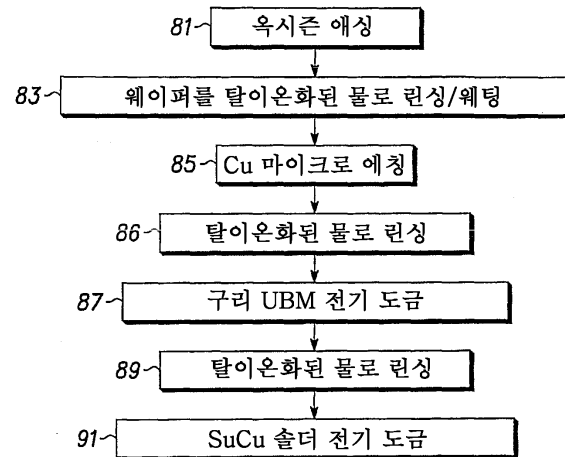 81 옥시즌 애싱
83 웨이퍼를 탈이온화된 물로 린싱/웨팅
85 Cu 마이크로 에칭
86 탈이온화된 물로 린싱
87 구리 UBM 전기 도금
89 탈이온화된 물로 린싱
91 SuCu 솔더 전기 도금